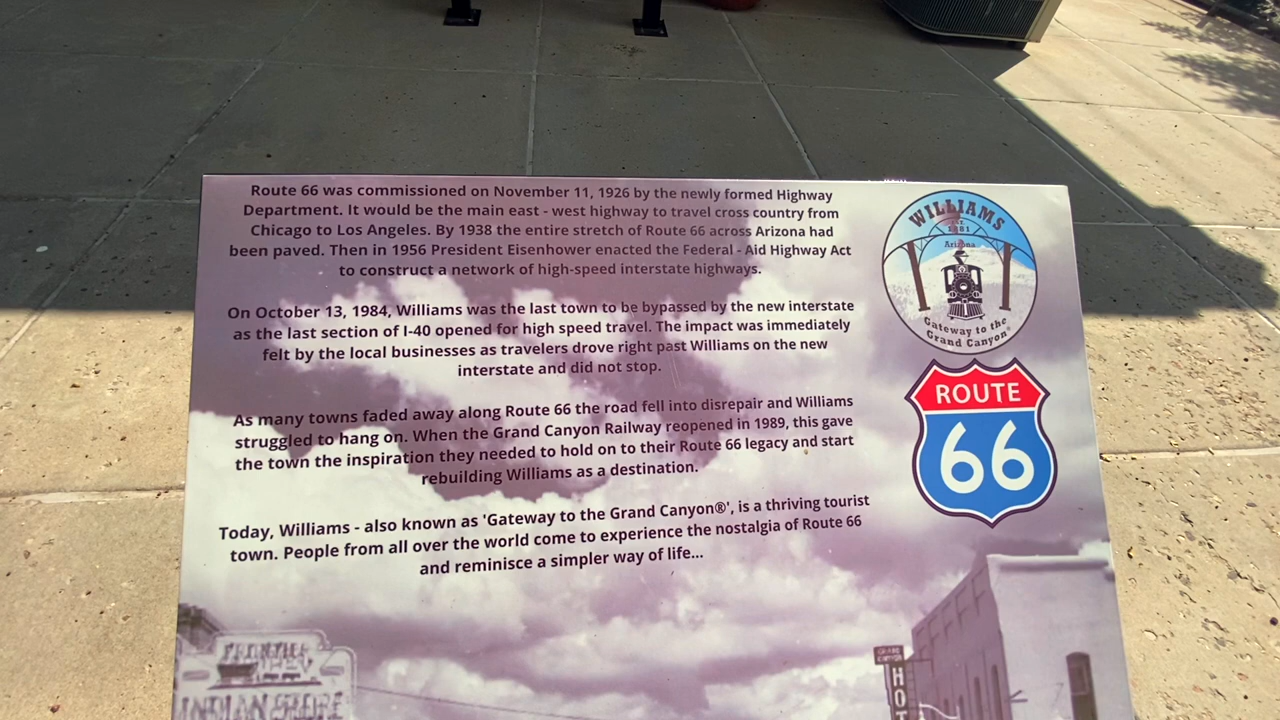 Route 66 was commissioned on November 11, 1926 by the newly formed Highway
Department. It would be the main east - west highway to travel cross country from
Chicago to Los Angeles. By 1938 the entire stretch of Route 66 across Arizona had
been paved. Then in 1956 President Eisenhower enacted the Federal - Aid Highway Act
to construct a network of high-speed interstate highways.
On October 13, 1984, Williams was the last town to be bypassed by the new interstate
as the last section of I-40 opened for high speed travel. The impact was immediately
felt by the local businesses as travelers drove right past Williams on the new
interstate and did not stop.
As many towns faded away along Route 66 the road fell into disrepair and Williams
struggled to hang on. When the Grand Canyon Railway reopened in 1989, this gave
the town the inspiration they needed to hold on to their Route 66 legacy and start
rebuilding Williams as a destination.
Today, Williams - also known as 'Gateway to the Grand Canyon®', is a thriving tourist
town. People from all over the world come to experience the nostalgia of Route 66
and reminisce a simpler way of life...
WILLIAMS
EST.
1881
Arizona
Gateway to the
Grand Canyon®
ROUTE
66
INDIAN STORE
GRAND
CANYON
HOT